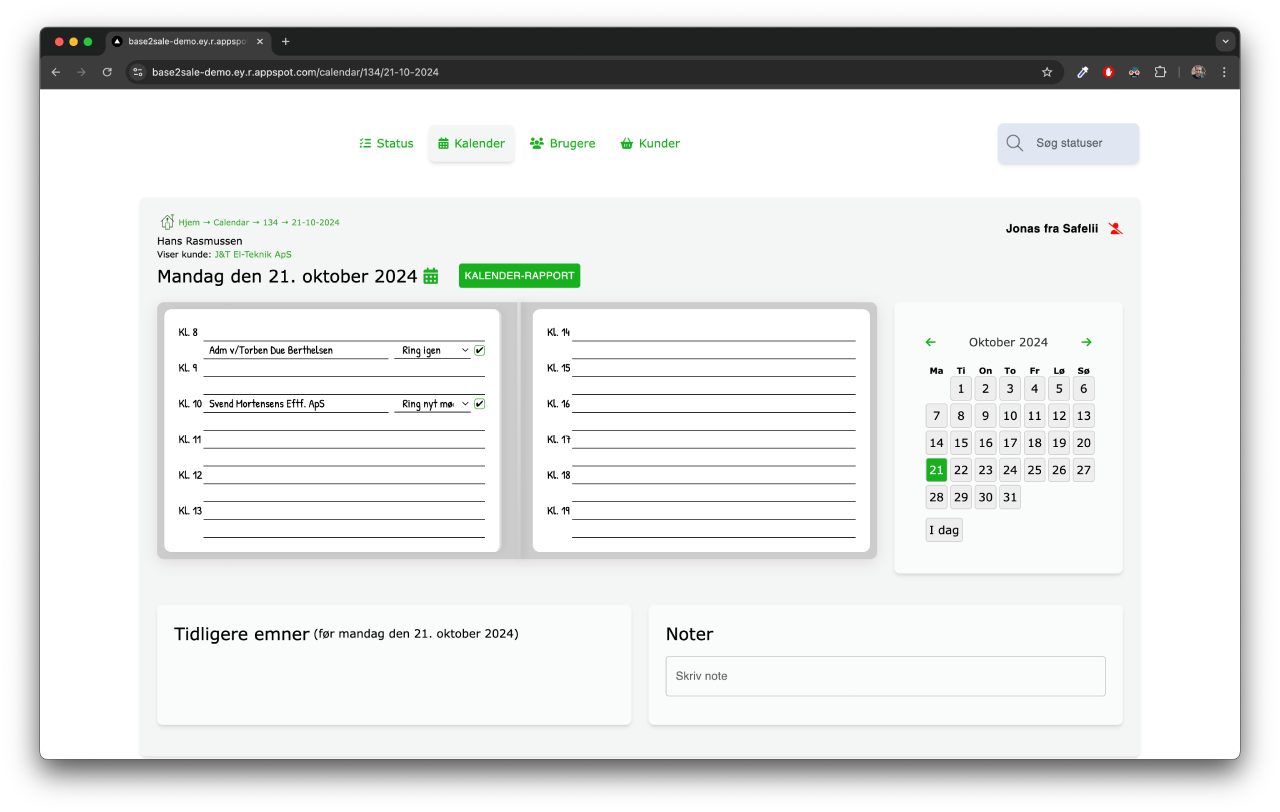 base2sale-demo.ey.r.appspo
base2sale-demo.ey.r.appspot.com/calendar/134/21-10-2024
Status Kalender Brugere Kunder
Søg statuser
Hjem → Calendar → 134 → 21-10-2024
Jonas fra Safelii
Hans Rasmussen
Viser kunde: J&T El-Teknik ApS
Mandag den 21. oktober 2024
KALENDER-RAPPORT
Kl. 8
Adm v/Torben Due Berthelsen Ring igen
Kl. 9
Kl. 10 Svend Mortensens Eftf. ApS Ring nyt mø
Kl. 11
Kl. 12
Kl. 13
Kl. 14
Kl. 15
Kl. 16
Kl. 17
Kl. 18
Kl. 19
← Oktober 2024 →
Ma Ti On To Fr Lø Sø
1 2 3 4 5 6
7 8 9 10 11 12 13
14 15 16 17 18 19 20
21 22 23 24 25 26 27
28 29 30 31
I dag
Tidligere emner (før mandag den 21. oktober 2024)
Noter
Skriv note